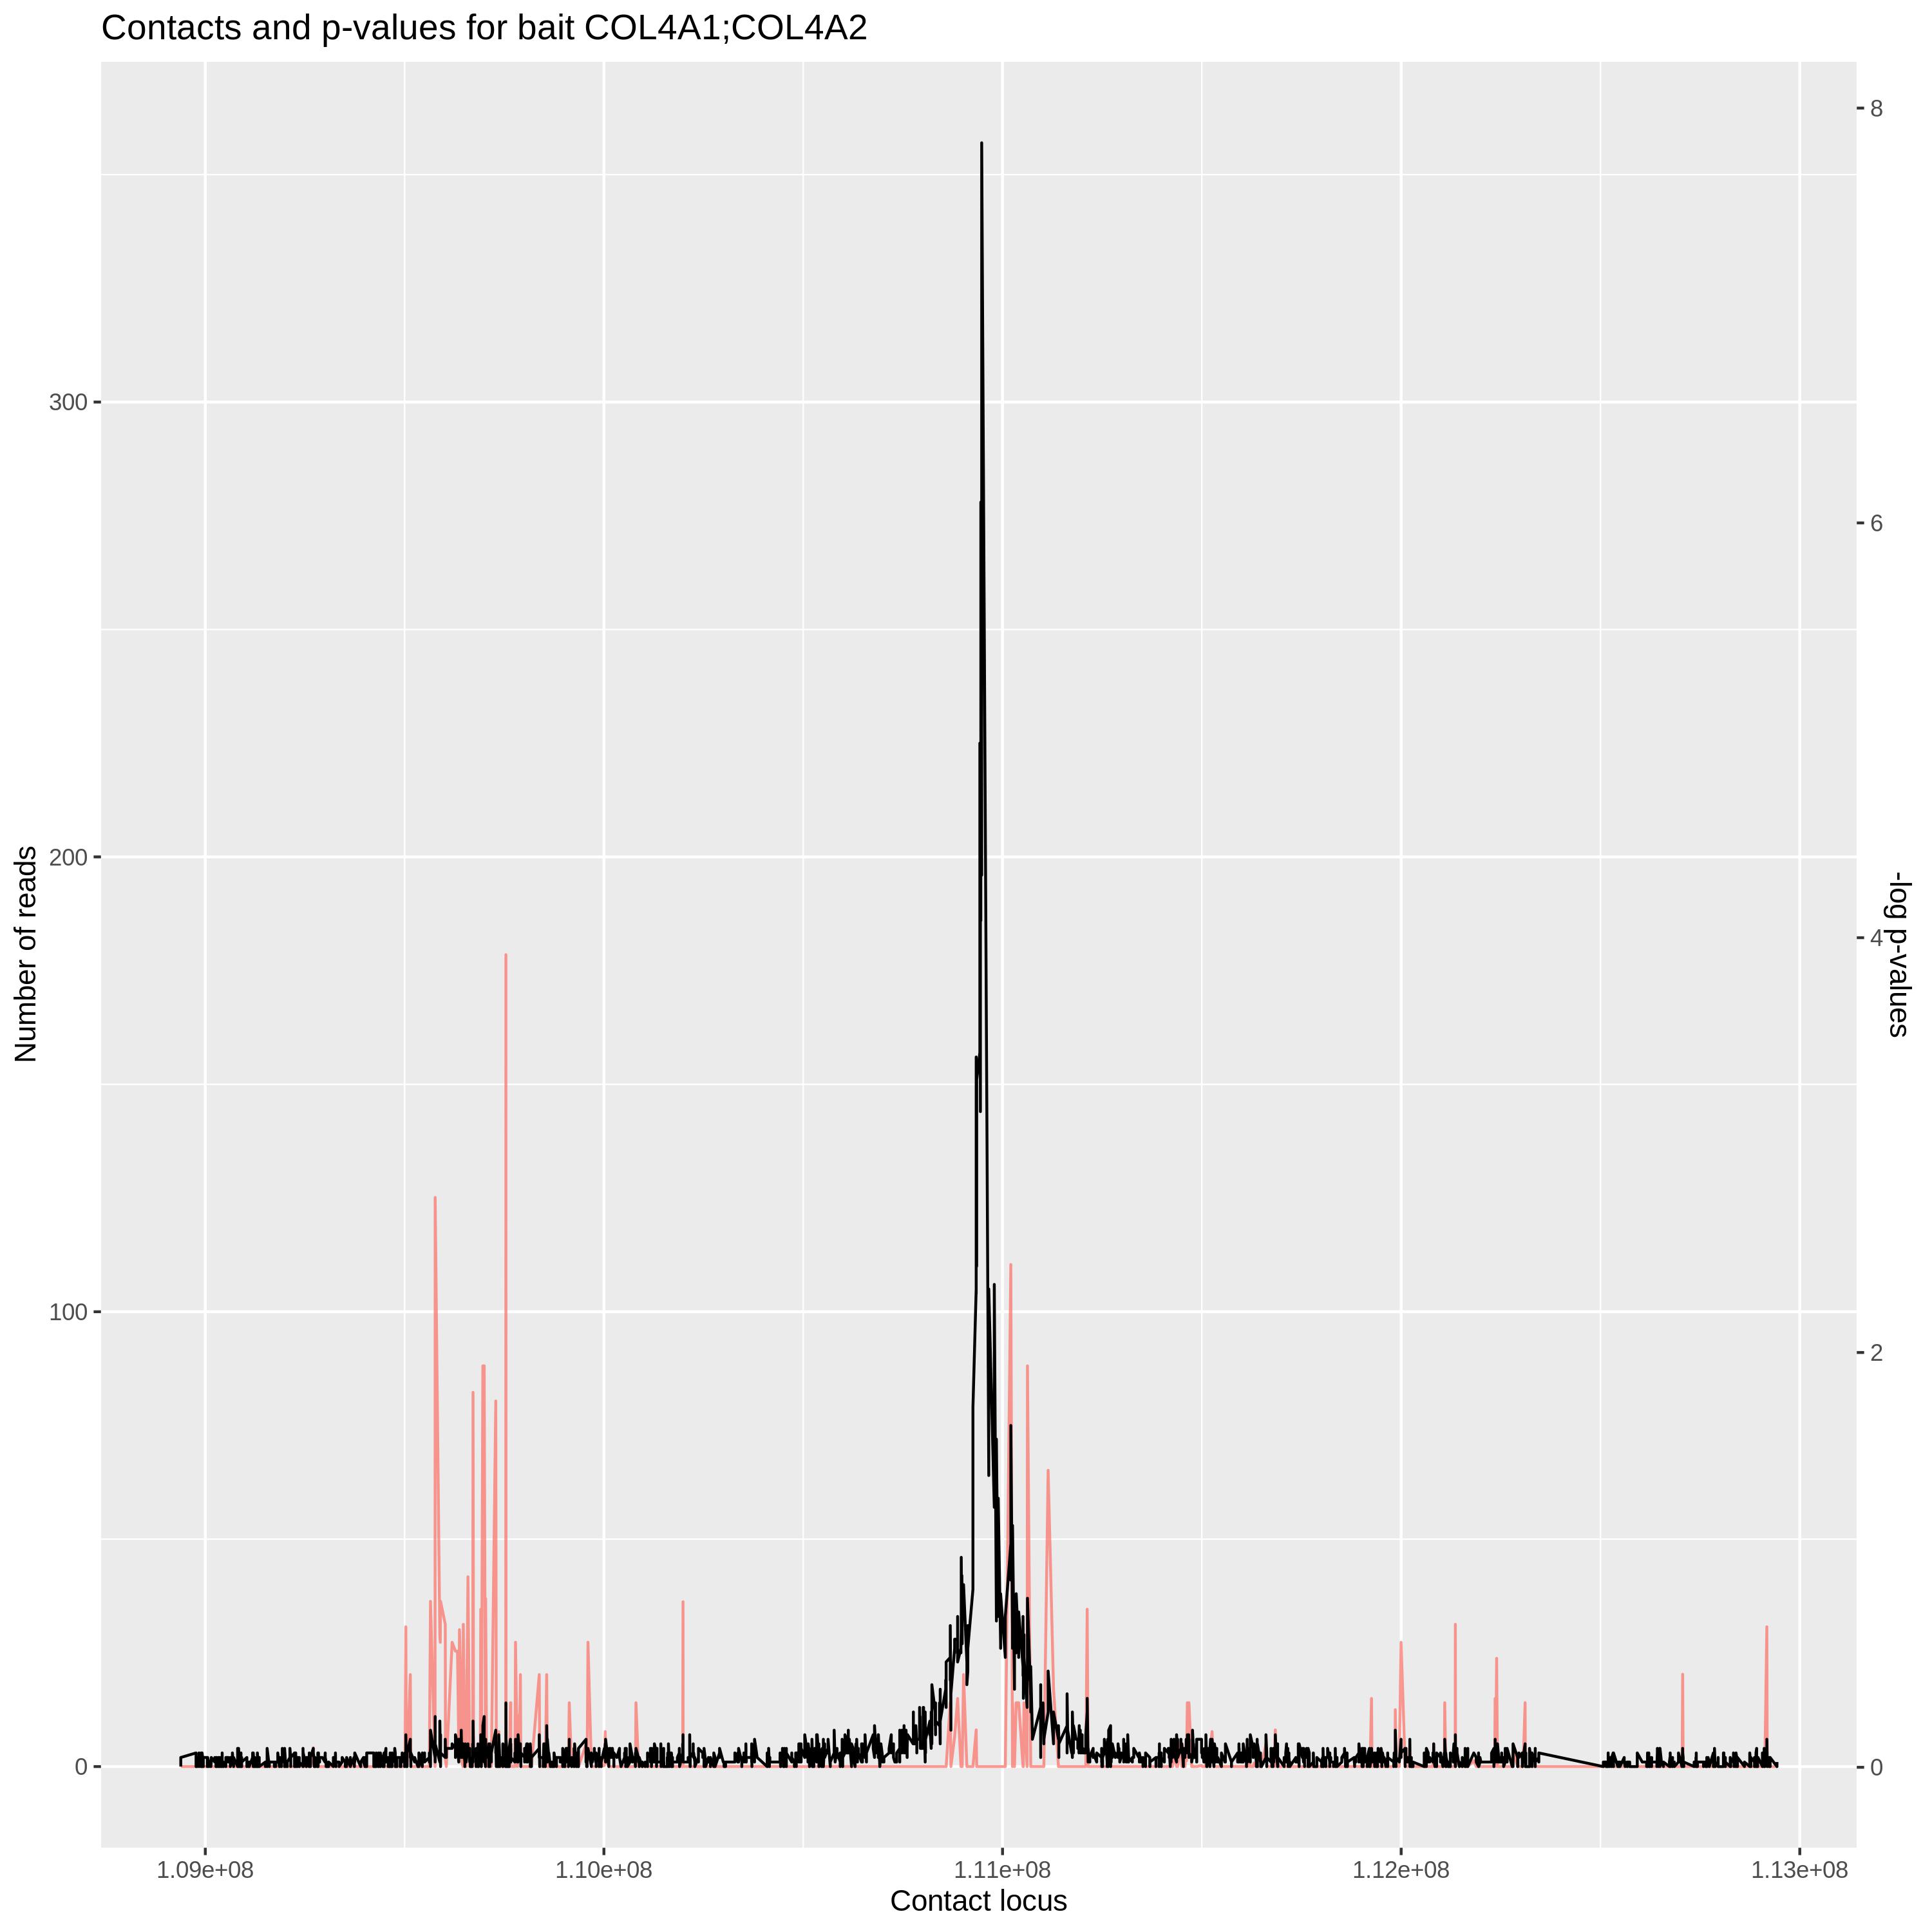 Contacts and p-values for bait COL4A1;COL4A2
Number of reads
300
200
100
0
8
6
4
2
0
-log p-values
1.09e+08 1.10e+08 1.11e+08 1.12e+08 1.13e+08
Contact locus